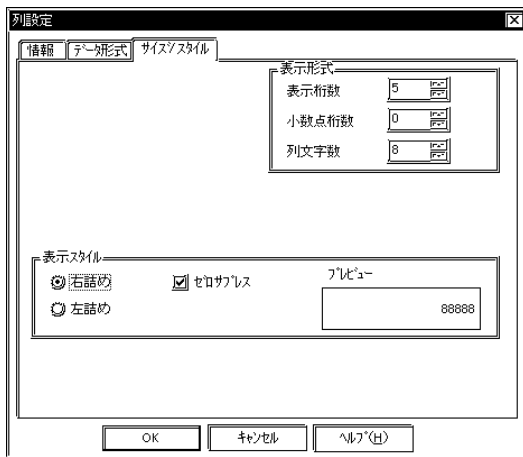 列設定
情報 ﾃﾞｰﾀ形式 ｻｲｽﾞ/ｽﾀｲﾙ
表示形式
表示桁数 5
小数点桁数 0
列文字数 8
表示ｽﾀｲﾙ
右詰め ｾﾞﾛｻﾌﾟﾚｽ ﾌﾟﾚﾋﾞｭｰ
左詰め 88888
OK ｷｬﾝｾﾙ ﾍﾙﾌﾟ(H)